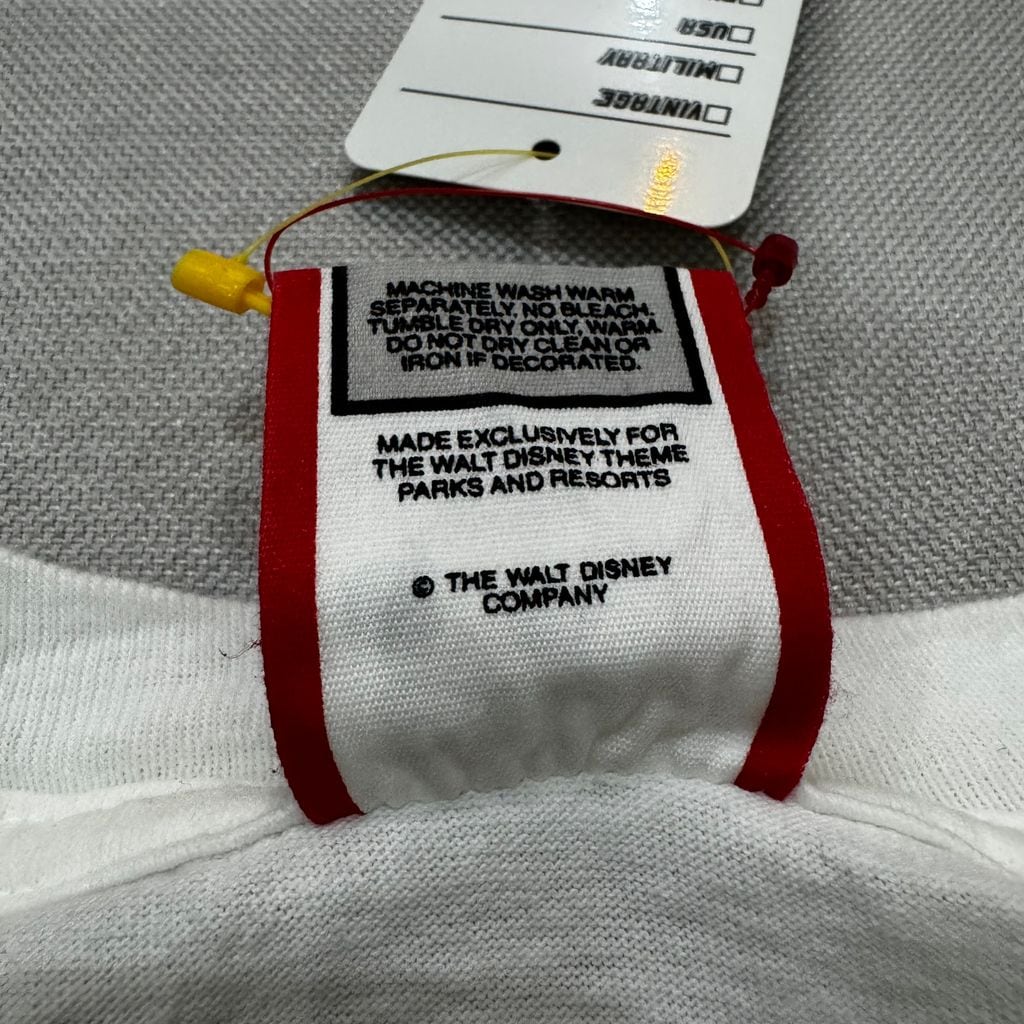 USA
MILITARY
VINTAGE
MACHINE WASH WARM
SEPARATELY, NO BLEACH.
TUMBLE DRY ONLY, WARM.
DO NOT DRY CLEAN OR
IRON IF DECORATED.
MADE EXCLUSIVELY FOR
THE WALT DISNEY THEME
PARKS AND RESORTS
© THE WALT DISNEY
COMPANY